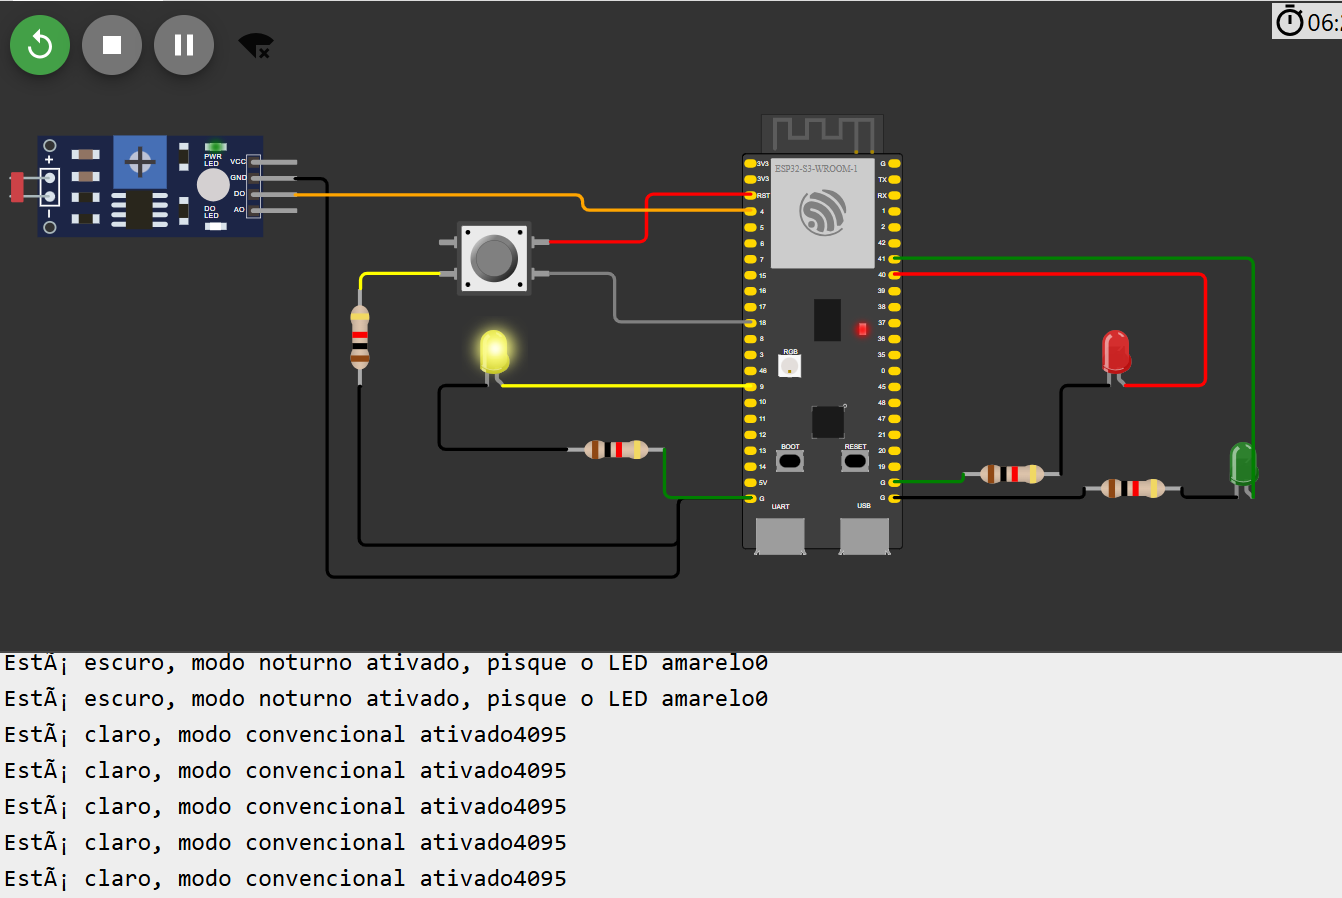 06:
PWR
LED
VCC
GND
DO
AO
DO
LED
ESP32-S3-WROOM-1
3V3
3V3
RST
4
5
6
7
15
16
17
18
8
3
46
9
10
11
12
13
14
5V
G
G
TX
RX
1
2
42
41
40
39
38
37
36
35
0
45
48
47
21
20
19
G
G
RGB
BOOT
RESET
UART
USB
EstÃ¡ escuro, modo noturno ativado, pisque o LED amarelo0
EstÃ¡ escuro, modo noturno ativado, pisque o LED amarelo0
EstÃ¡ claro, modo convencional ativado4095
EstÃ¡ claro, modo convencional ativado4095
EstÃ¡ claro, modo convencional ativado4095
EstÃ¡ claro, modo convencional ativado4095
EstÃ¡ claro, modo convencional ativado4095